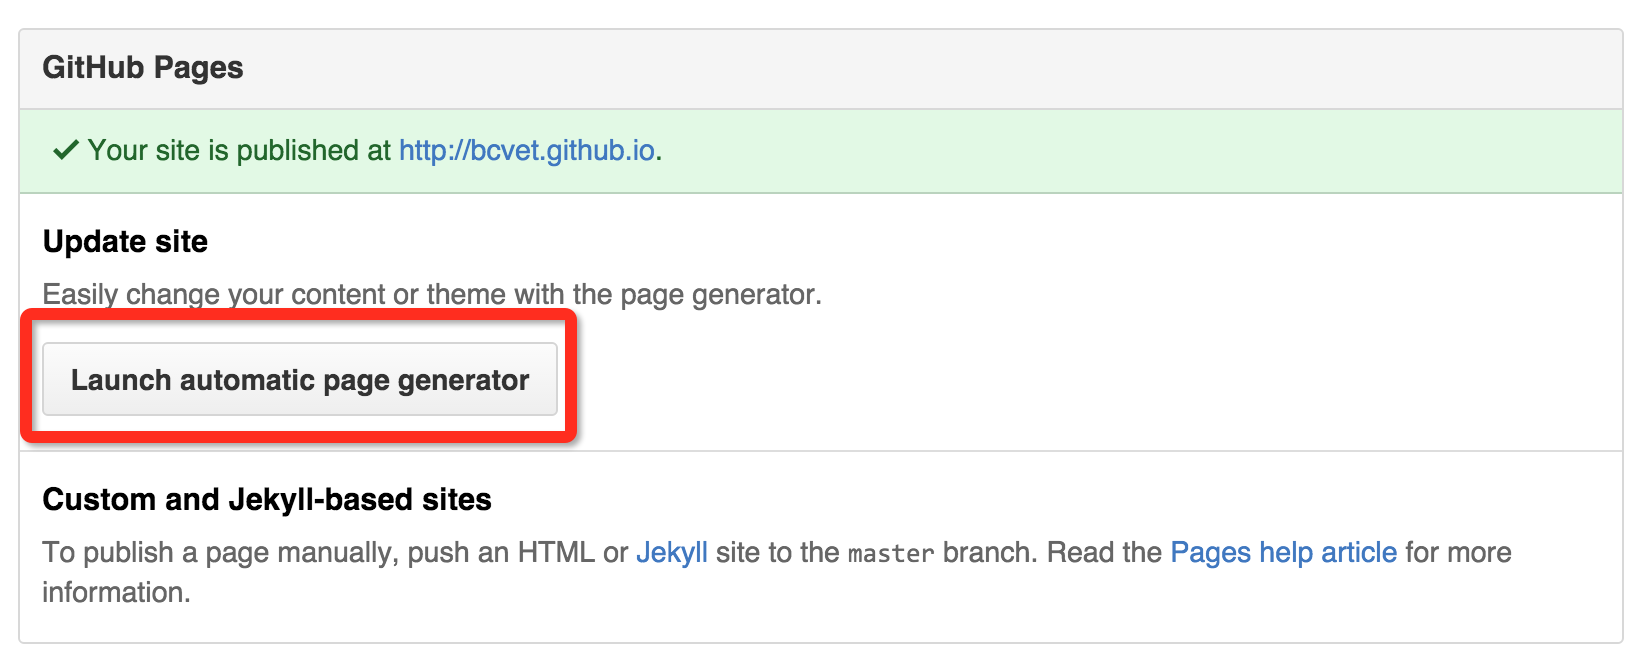 GitHub Pages
Your site is published at http://bcvet.github.io.
Update site
Easily change your content or theme with the page generator.
Launch automatic page generator
Custom and Jekyll-based sites
To publish a page manually, push an HTML or Jekyll site to the master branch. Read the Pages help article for more
information.